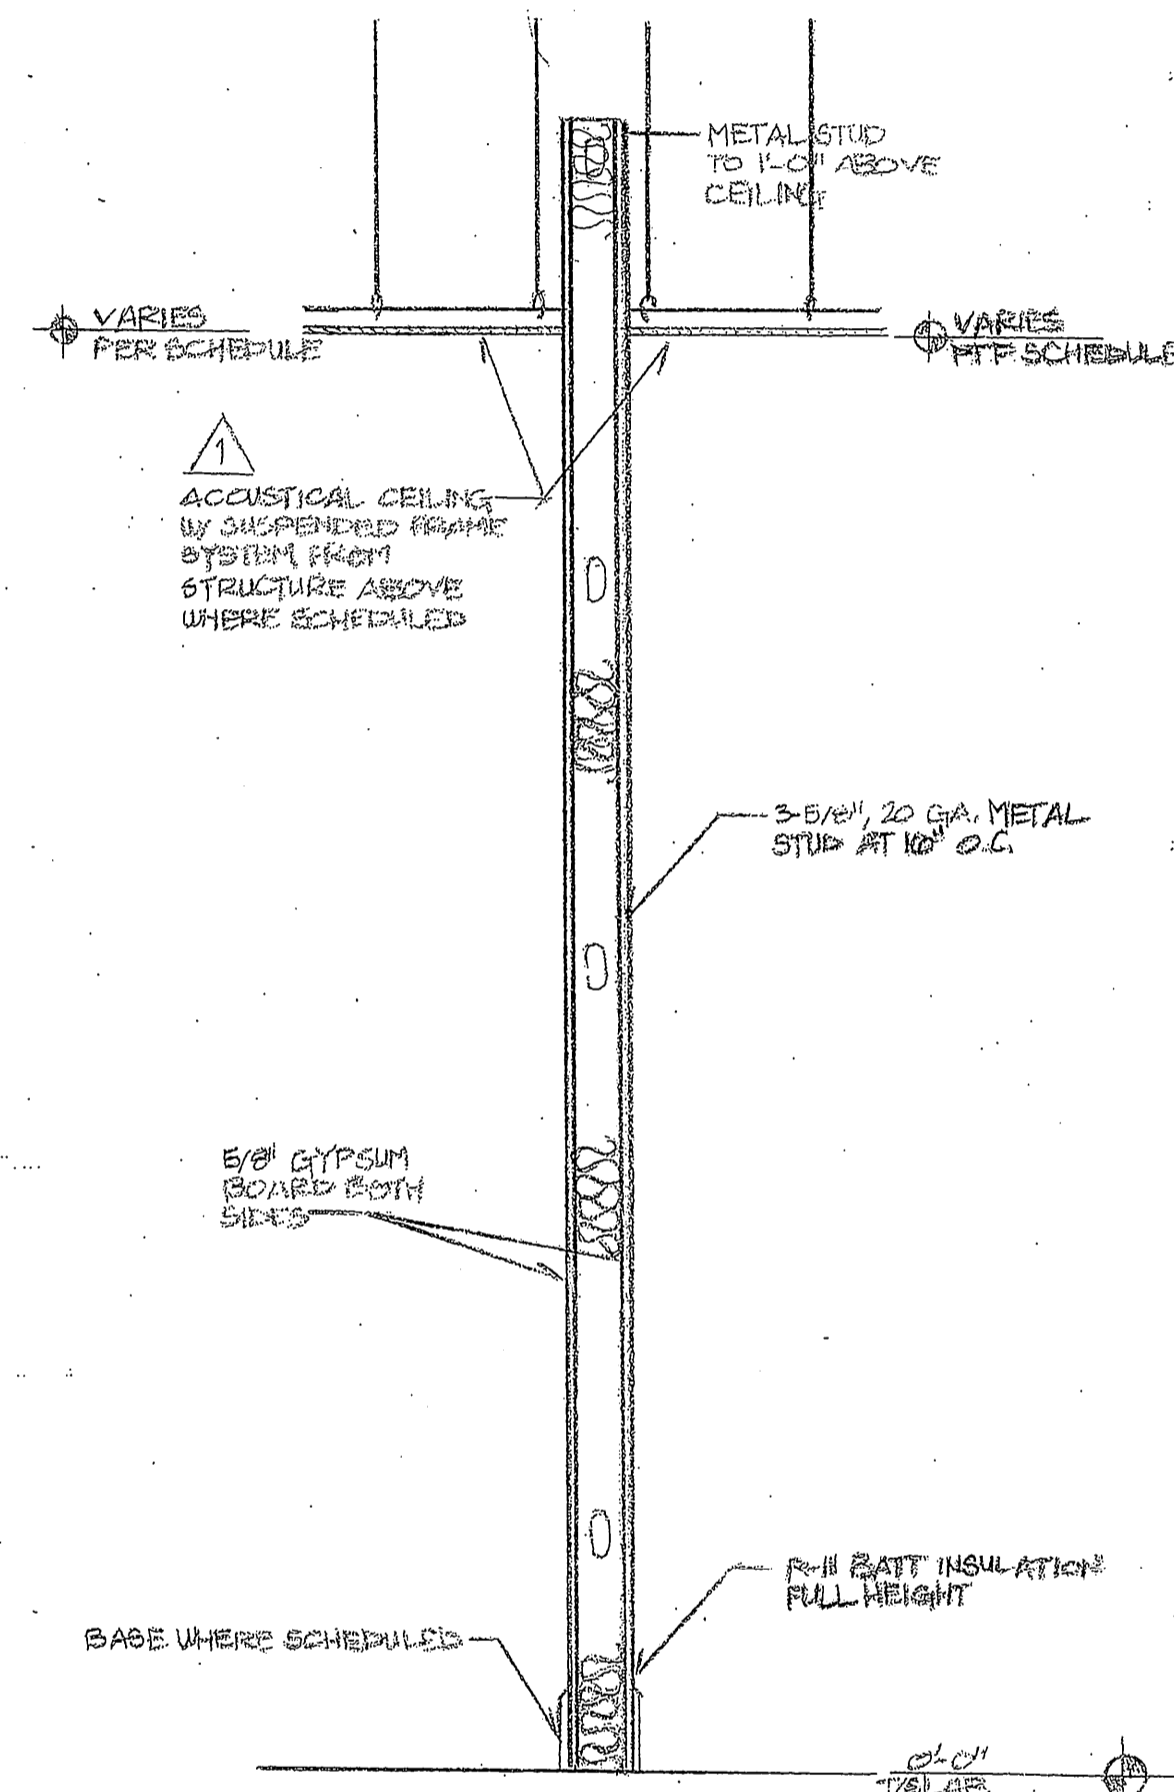 METAL STUD
TO 1'-0" ABOVE
CEILING
VARIES
PER SCHEDULE
VARIES
PER SCHEDULE
1
ACOUSTICAL CEILING
W/ SUSPENDED FRAME
SYSTEM FROM
STRUCTURE ABOVE
WHERE SCHEDULED
3-5/8", 20 GA. METAL
STUD AT 16" O.C.
5/8" GYPSUM
BOARD BOTH
SIDES
R-11 BATT INSULATION
FULL HEIGHT
BASE WHERE SCHEDULED
0'-0"
T/SLAB